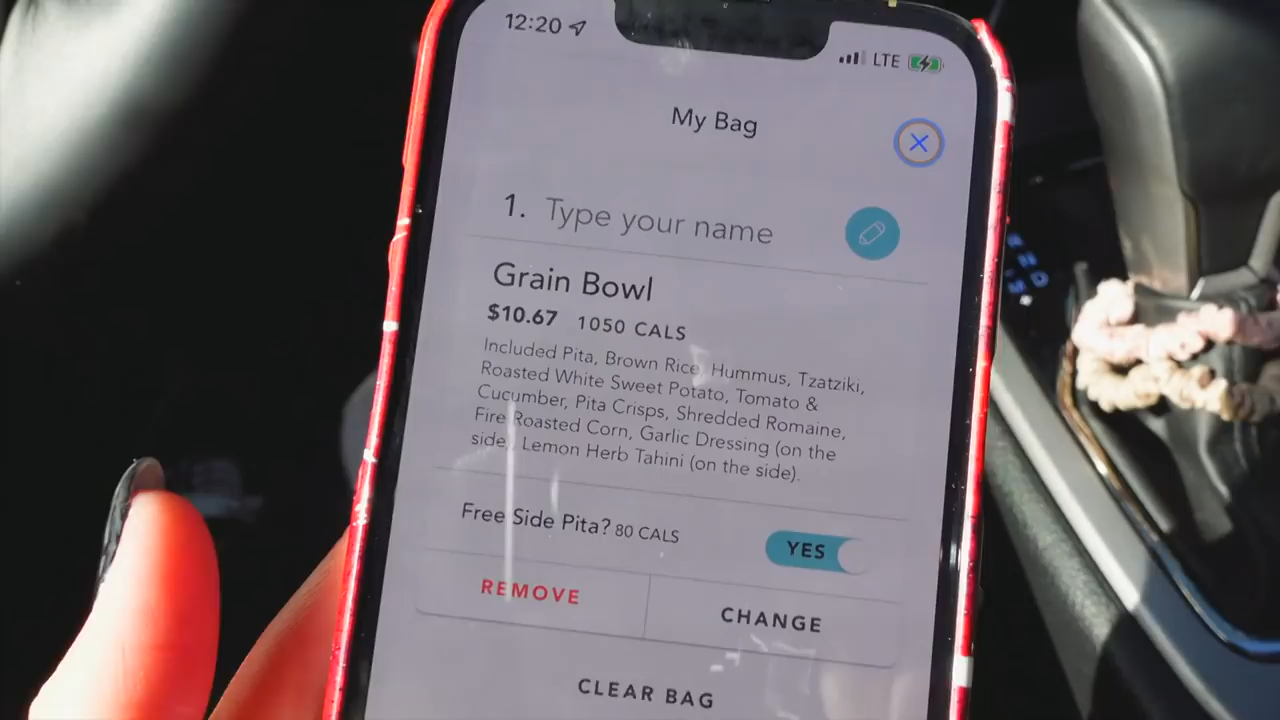 12:20
LTE
My Bag
1. Type your name
Grain Bowl
$10.67 1050 CALS
Included Pita, Brown Rice, Hummus, Tzatziki,
Roasted White Sweet Potato, Tomato &
Cucumber, Pita Crisps, Shredded Romaine,
Fire Roasted Corn, Garlic Dressing (on the
side), Lemon Herb Tahini (on the side).
Free Side Pita? 80 CALS
YES
REMOVE
CHANGE
CLEAR BAG